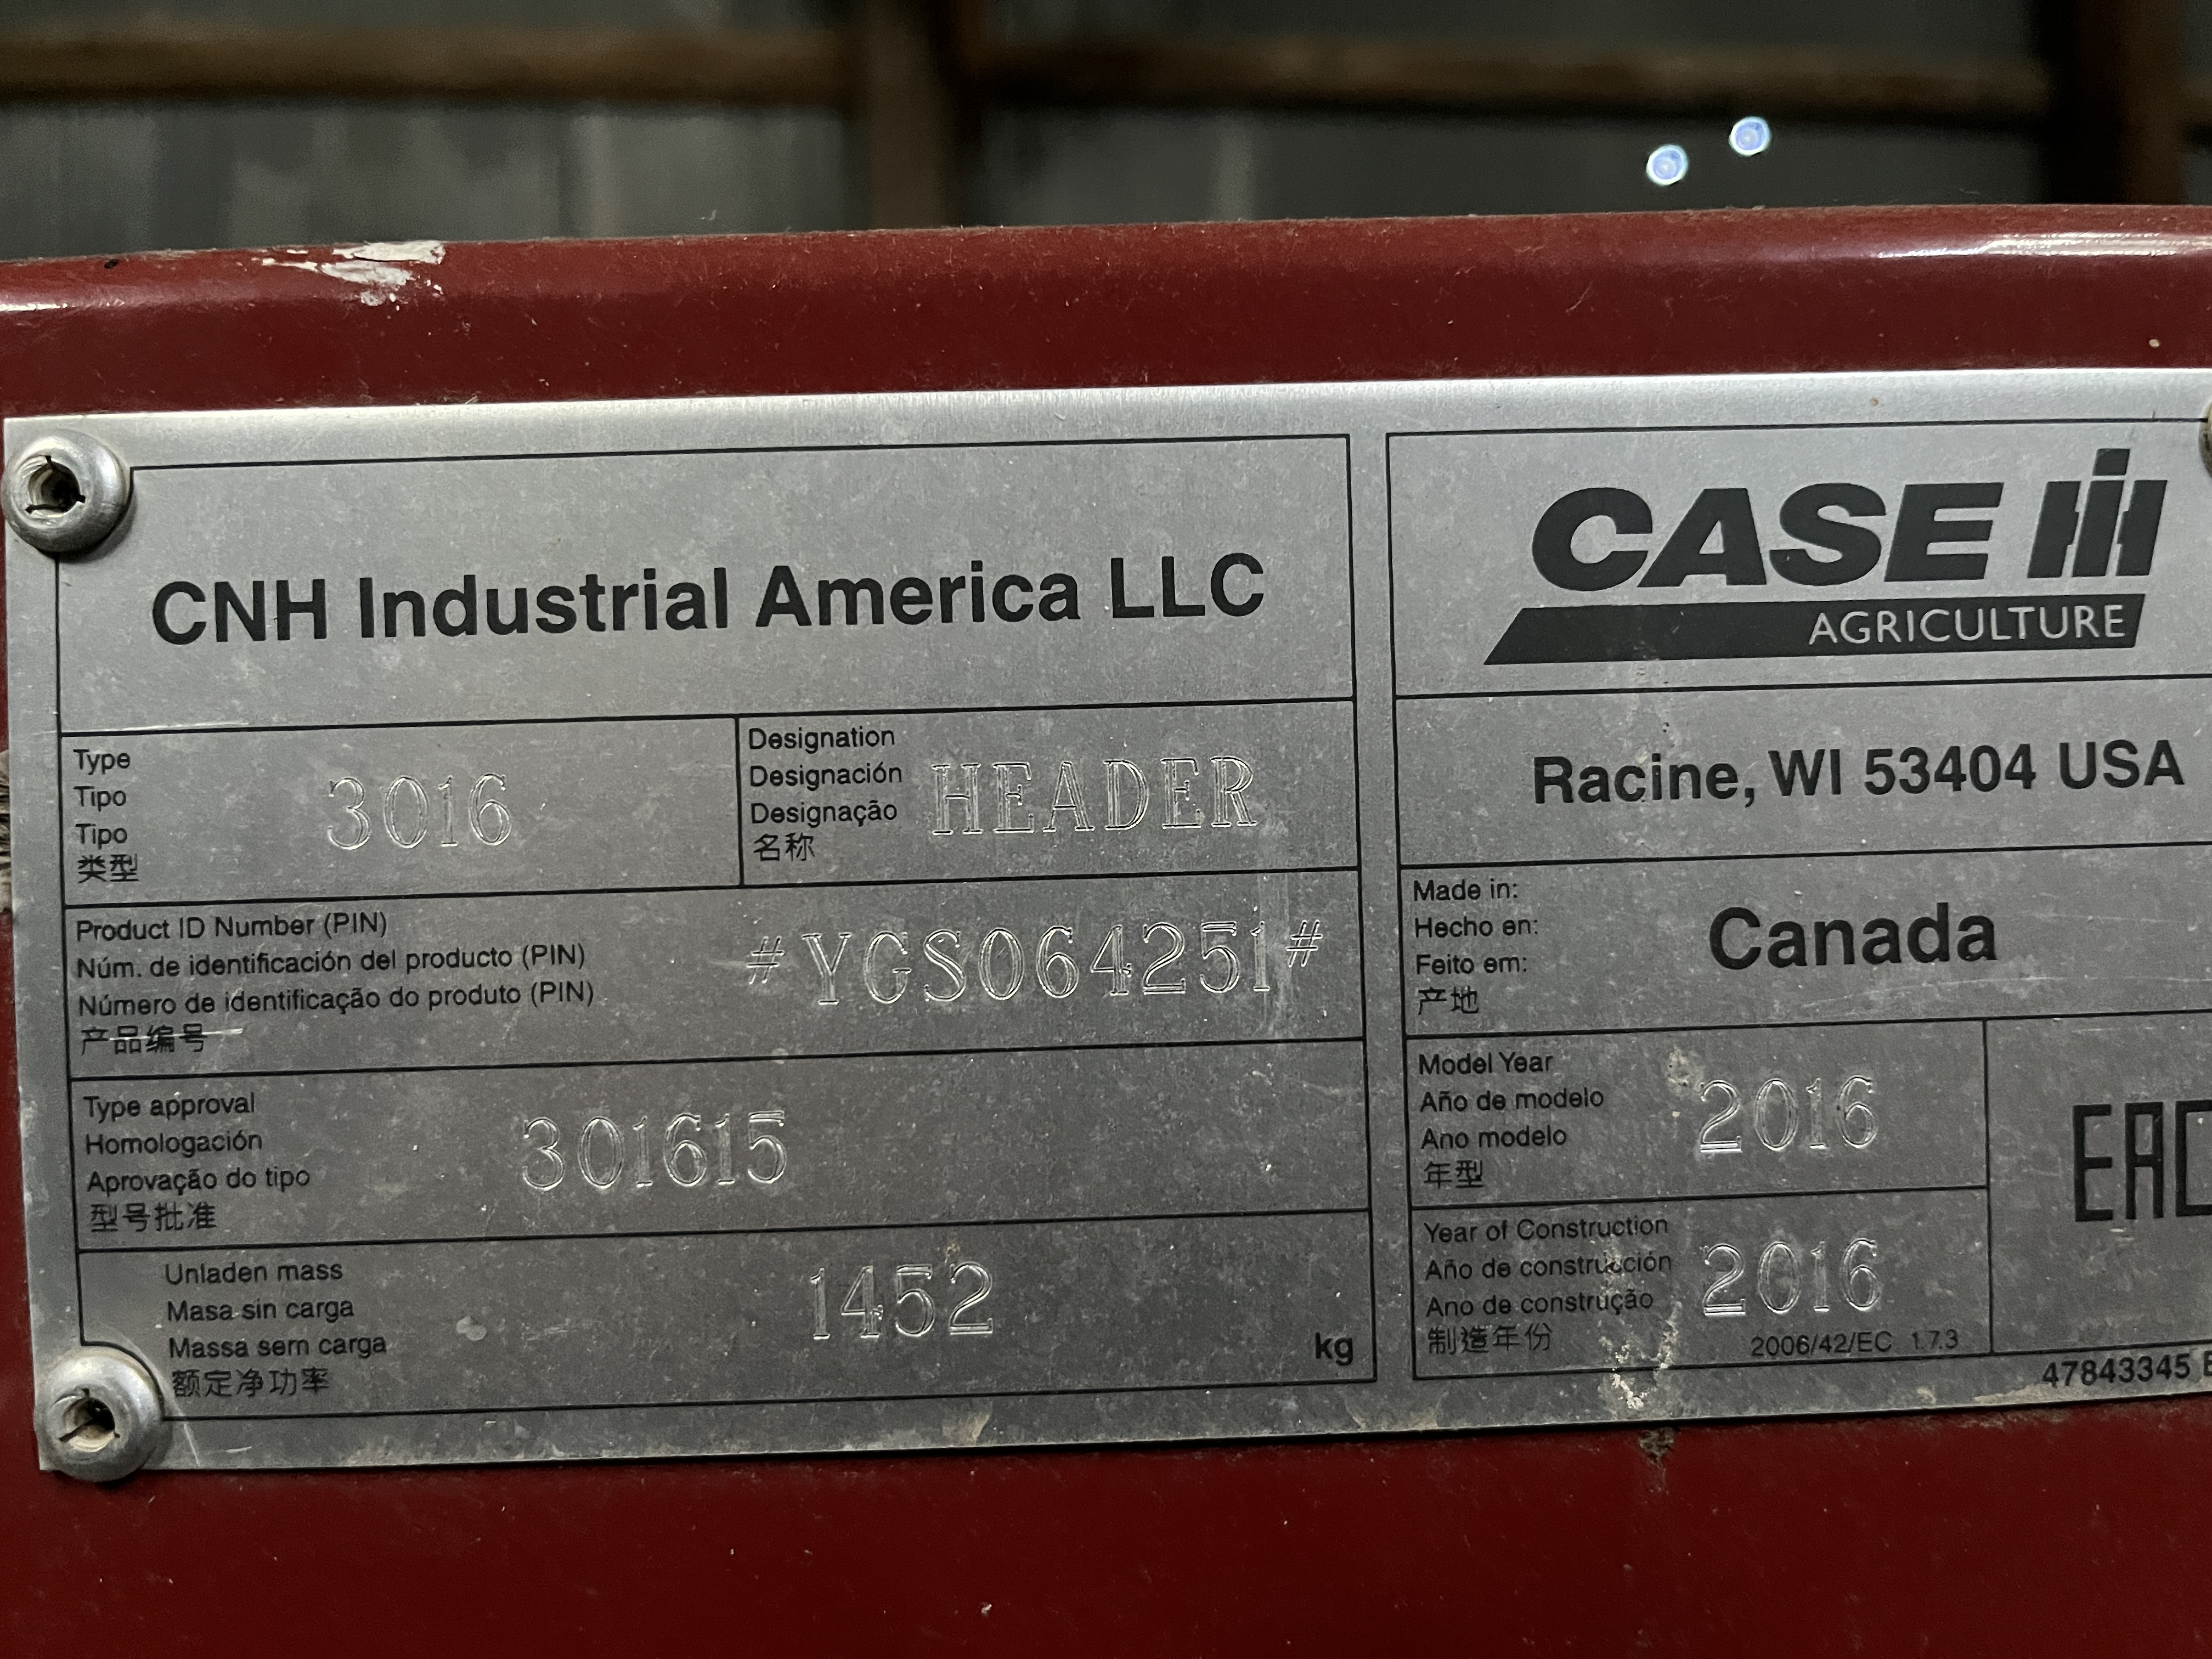 CNH Industrial America LLC
Type
Tipo
Tipo
类型
3016
Designation
Designación
Designação
名称
HEADER
Product ID Number (PIN)
Núm. de identificación del producto (PIN)
Número de identificação do produto (PIN)
产品编号
#YGS064251#
Type approval
Homologación
Aprovação do tipo
型号批准
301615
Unladen mass
Masa sin carga
Massa sem carga
额定净功率
1452
kg
CASE IH
AGRICULTURE
Racine, WI 53404 USA
Made in:
Hecho en:
Feito em:
产地
Canada
Model Year
Año de modelo
Ano modelo
年型
2016
Year of Construction
Año de construcción
Ano de construção
制造年份
2016
2006/42/EC 1.7.3
EAC
47843345